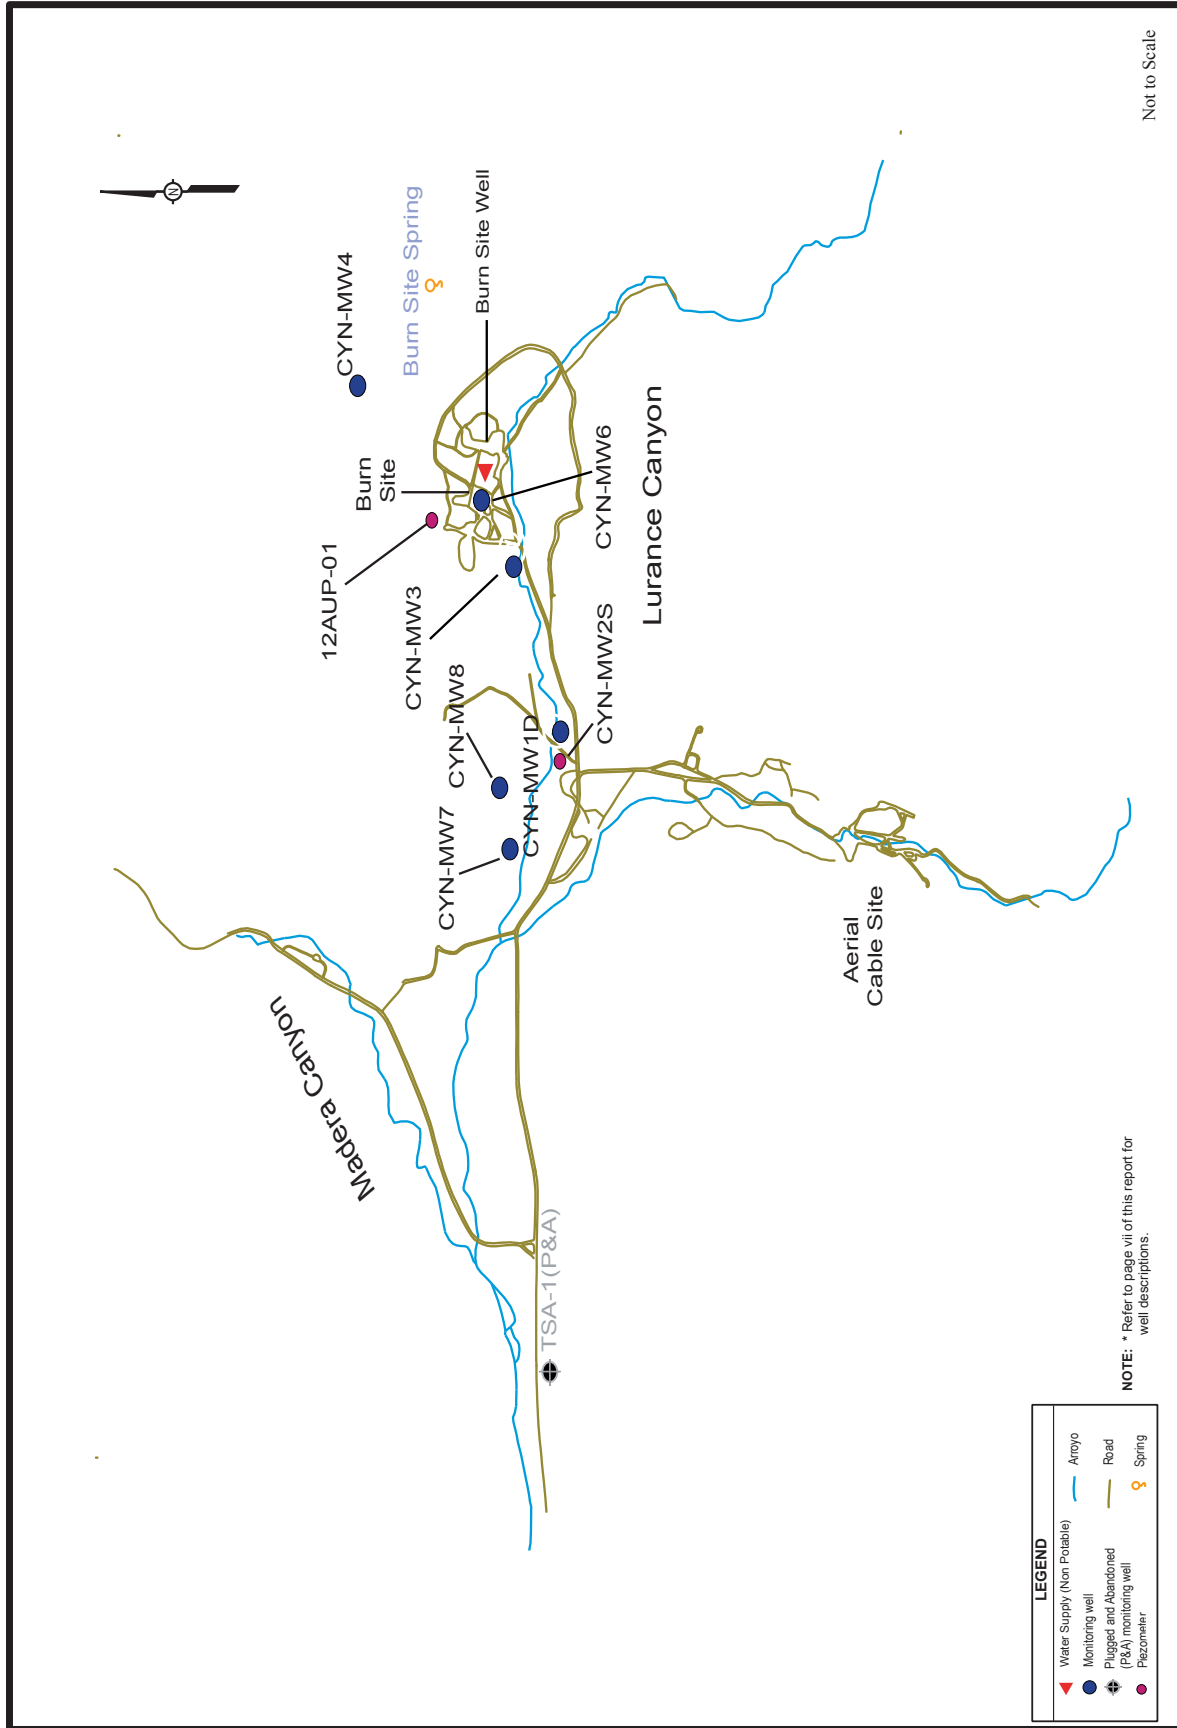 Not to Scale
N
CYN-MW4
Burn Site Spring
Burn Site Well
Burn
Site
12AUP-01
CYN-MW6
CYN-MW3
Lurance Canyon
CYN-MW2S
CYN-MW8
CYN-MW1D
CYN-MW7
Aerial
Cable Site
Madera Canyon
TSA-1(P&A)
NOTE: * Refer to page vii of this report for
well descriptions.
LEGEND
Water Supply (Non Potable)
Monitoring well
Plugged and Abandoned
(P&A) monitoring well
Piezometer
Arroyo
Road
Spring